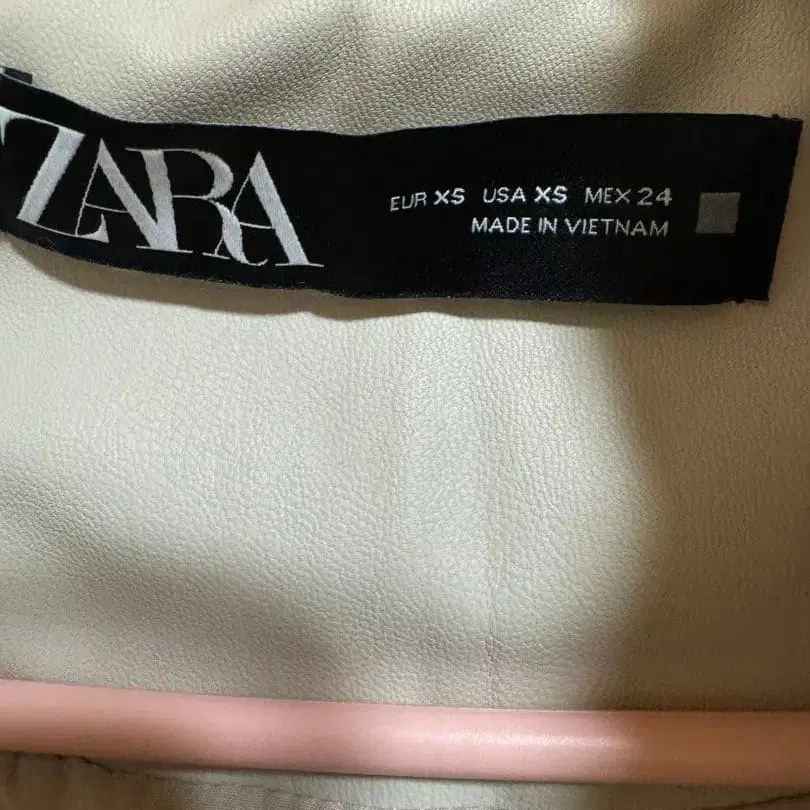 ZARA
EUR XS USA XS MEX 24
MADE IN VIETNAM